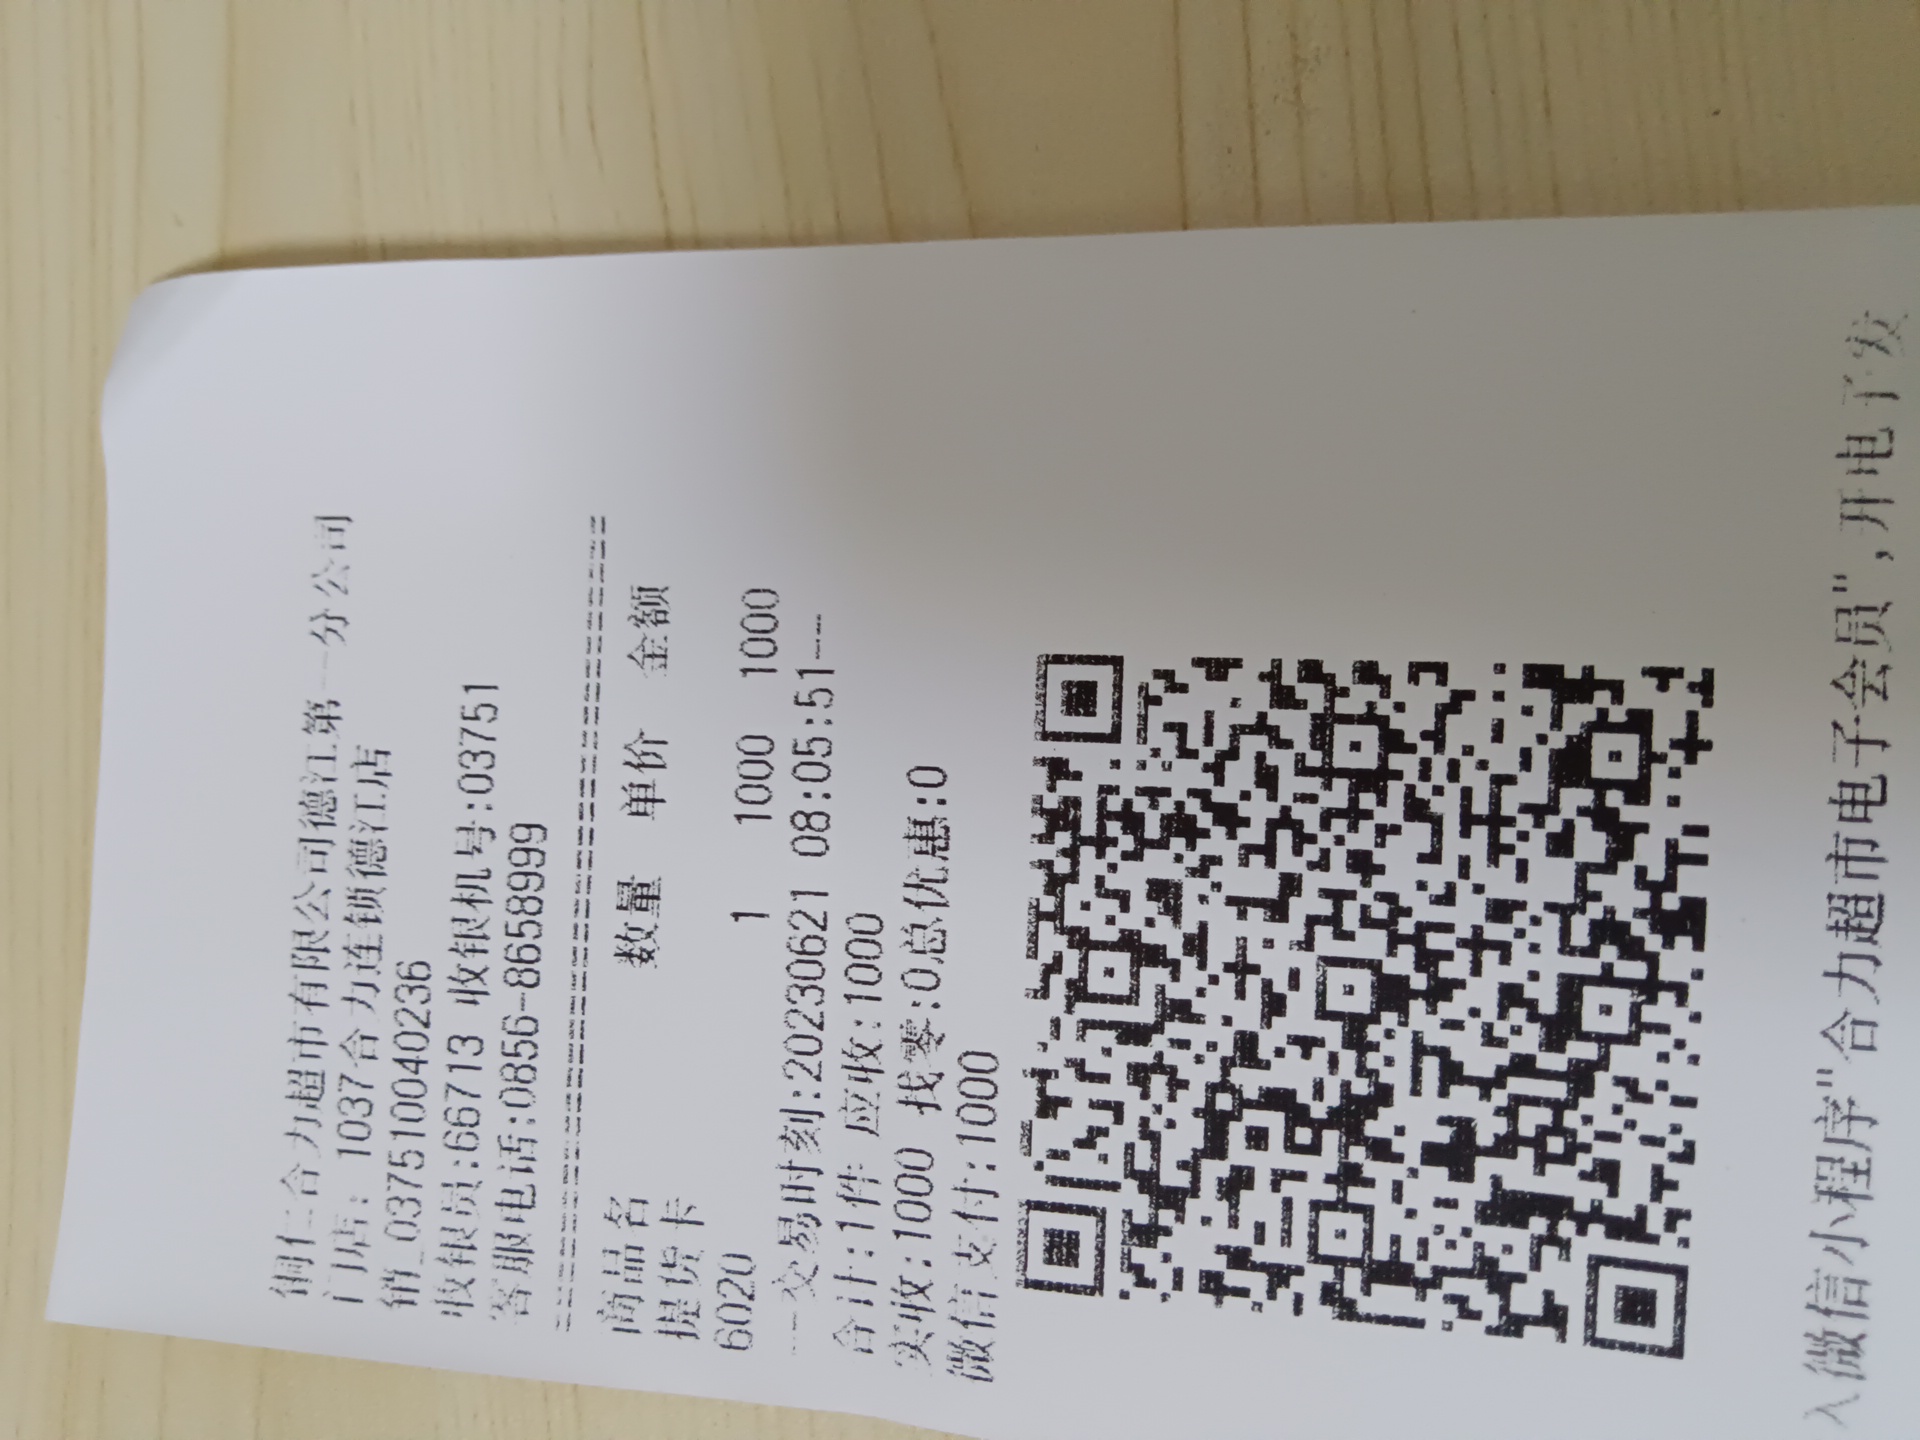 铜仁合力超市有限公司德江第一分公司
门店: 1037合力连锁德江店
销_037510040236
收银员:66713 收银机号:03751
客服电话:0856-8658999
商品名 数量 单价 金额
提货卡
6020 1 1000 1000
---交易时刻:20230621 08:05:51---
合计:1件 应收:1000
实收:1000 找零:0总优惠:0
微信支付:1000
入微信小程序"合力超市电子会员",开电子发